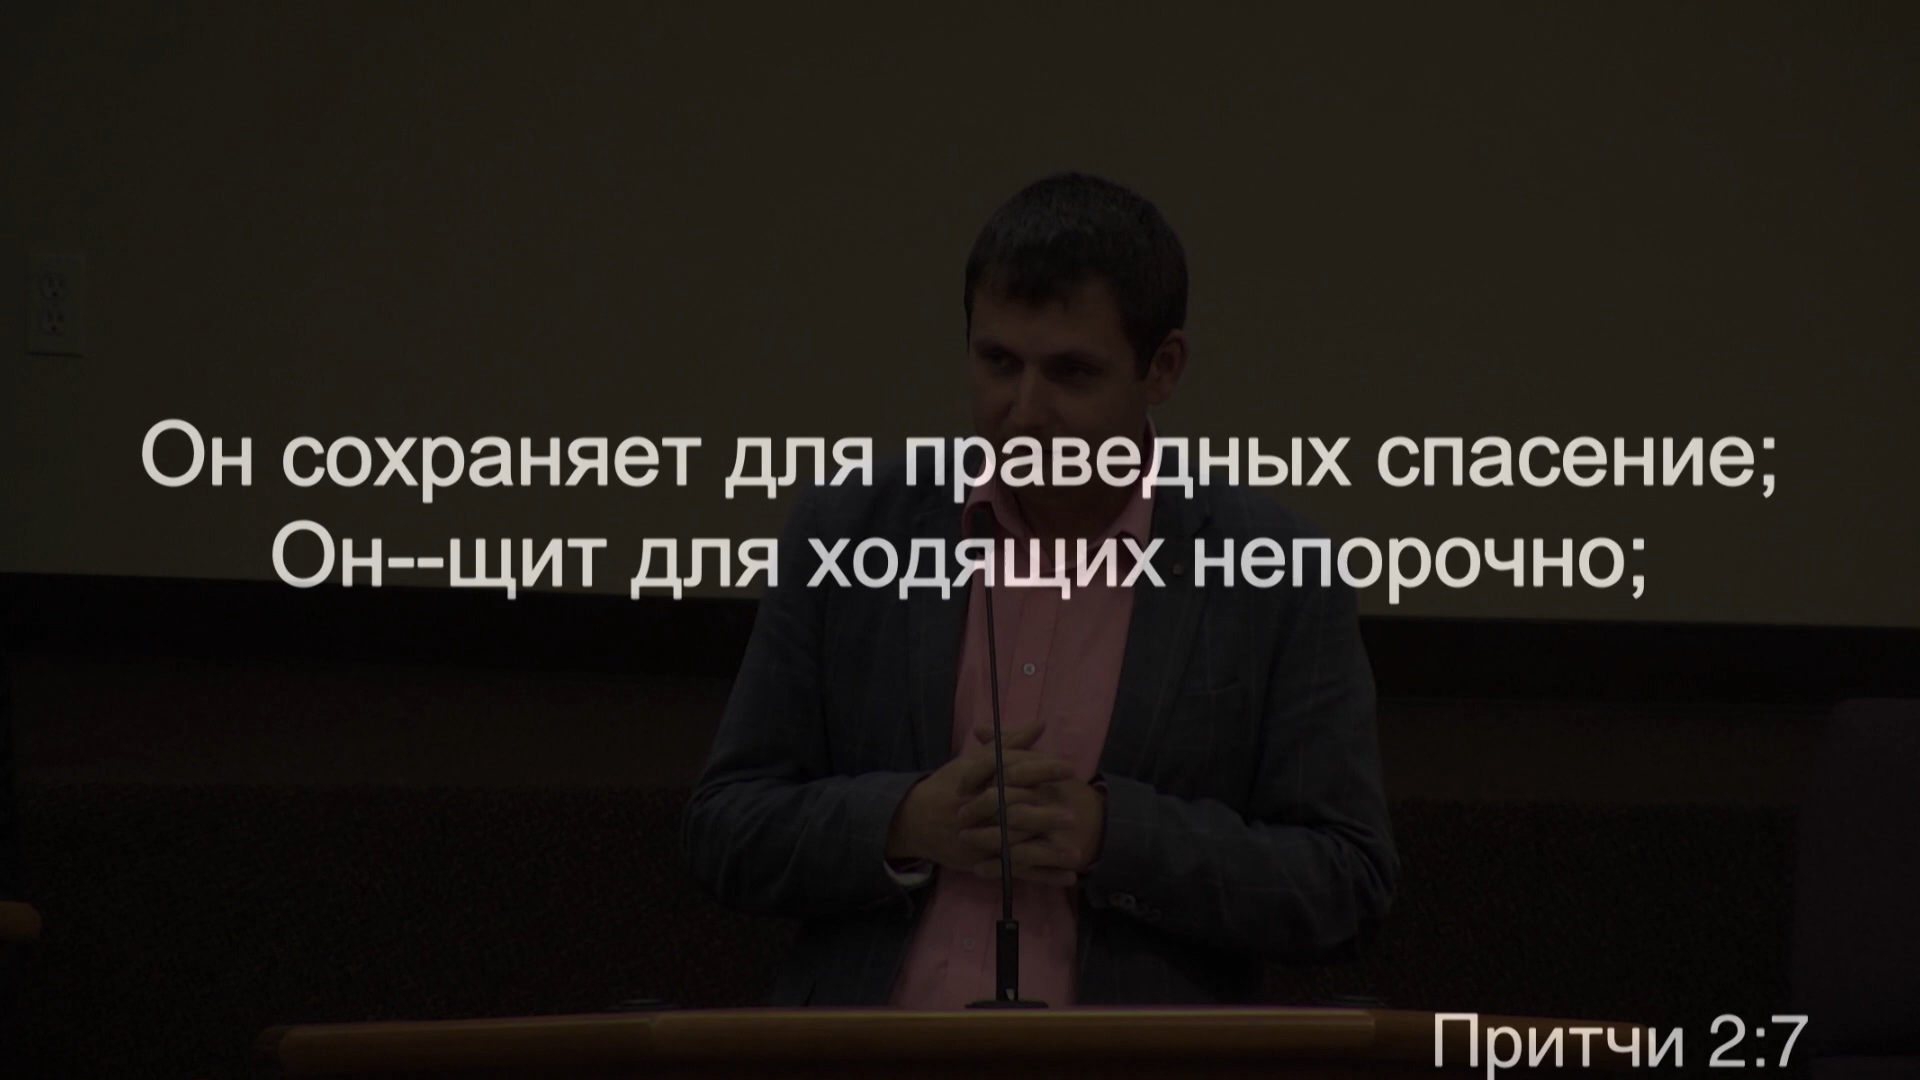 Он сохраняет для праведных спасение;
Он--щит для ходящих непорочно;
Притчи 2:7